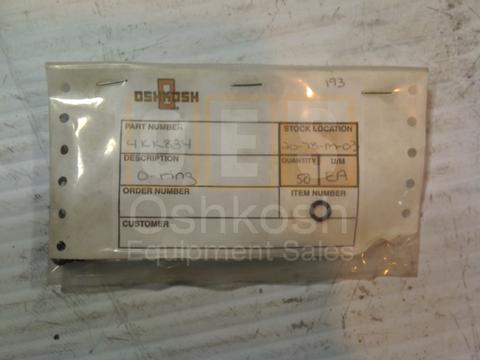 193
OSHKOSH
PART NUMBER
4KK834
STOCK LOCATION
DESCRIPTION
O-ring
QUANTITY U/M
50 EA
ORDER NUMBER
ITEM NUMBER
CUSTOMER
Oshkosh
Equipment Sales